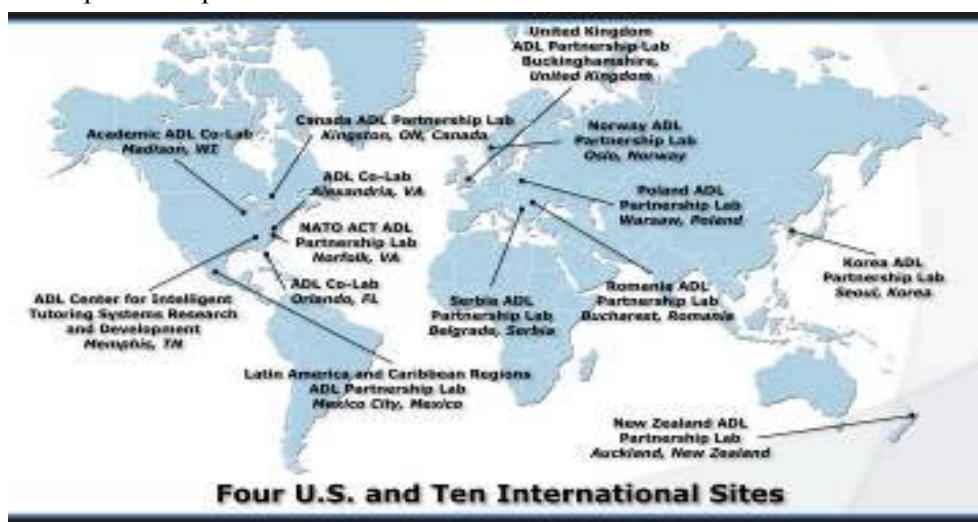 United Kingdom
ADL Partnership Lab
Buckinghamshire,
United Kingdom
Academic ADL Co-Lab
Madison, WI
Canada ADL Partnership Lab
Kingston, ON, Canada
Norway ADL
Partnership Lab
Oslo, Norway
ADL Co-Lab
Alexandria, VA
Poland ADL
Partnership Lab
Warsaw, Poland
NATO ACT ADL
Partnership Lab
Norfolk, VA
Korea ADL
Partnership Lab
Seoul, Korea
ADL Co-Lab
Orlando, FL
ADL Center for Intelligent
Tutoring Systems Research
and Development
Memphis, TN
Serbia ADL
Partnership Lab
Belgrade, Serbia
Romania ADL
Partnership Lab
Bucharest, Romania
Latin America and Caribbean Regions
ADL Partnership Lab
Mexico City, Mexico
New Zealand ADL
Partnership Lab
Auckland, New Zealand
Four U.S. and Ten International Sites